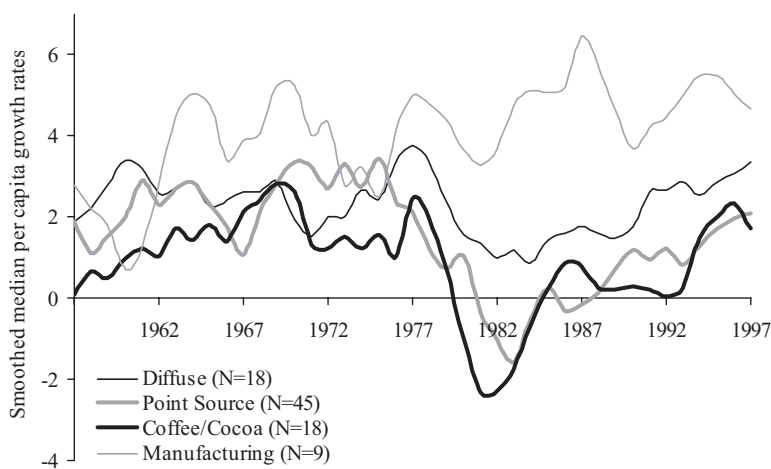 Smoothed median per capita growth rates
6
4
2
0
-2
-4
1962 1967 1972 1977 1982 1987 1992 1997
Diffuse (N=18)
Point Source (N=45)
Coffee/Cocoa (N=18)
Manufacturing (N=9)